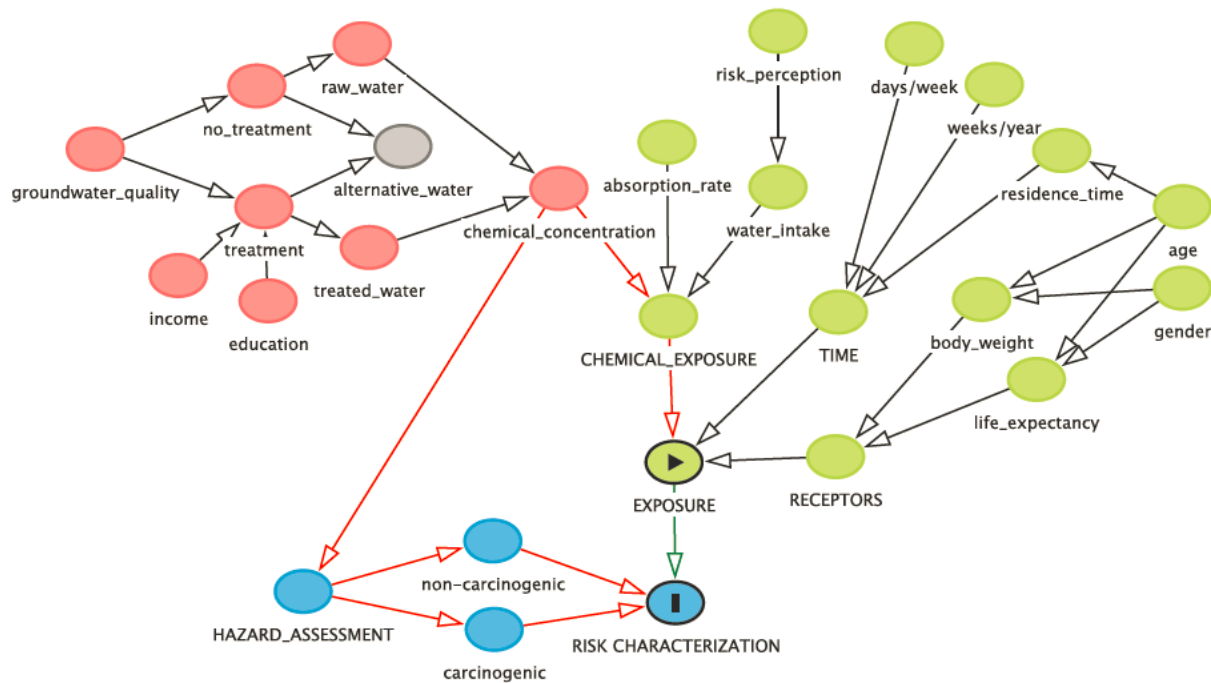 raw_water
risk_perception
days/week
no_treatment
weeks/year
groundwater_quality
alternative_water
absorption_rate
residence_time
treatment
chemical_concentration
water_intake
age
income
treated_water
education
CHEMICAL_EXPOSURE
TIME
body_weight
gender
life_expectancy
EXPOSURE
RECEPTORS
non-carcinogenic
HAZARD_ASSESSMENT
RISK CHARACTERIZATION
carcinogenic